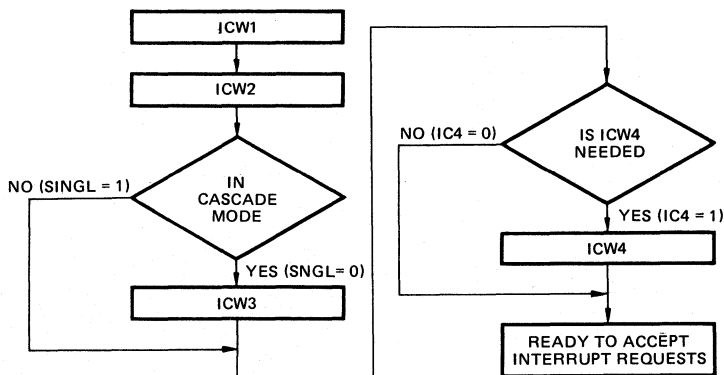 ICW1
ICW2
IN
CASCADE
MODE
NO (SINGL = 1)
YES (SNGL= 0)
ICW3
IS ICW4
NEEDED
NO (IC4 = 0)
YES (IC4 = 1)
ICW4
READY TO ACCEPT
INTERRUPT REQUESTS